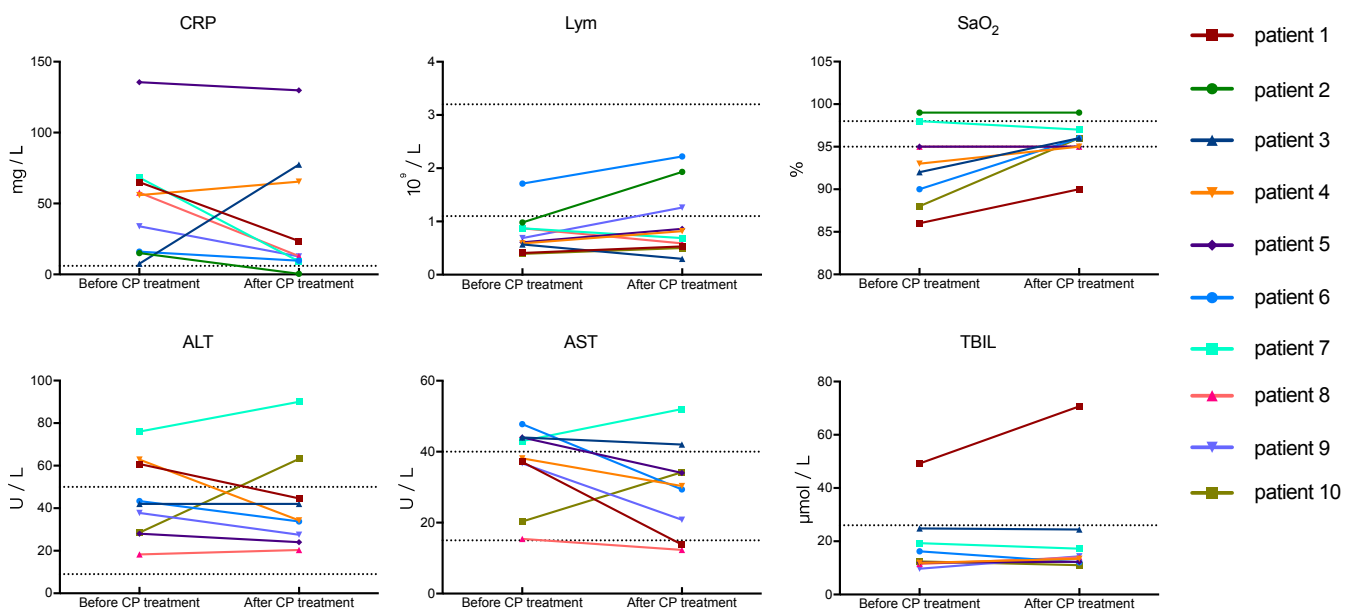 CRP
150
100
50
0
mg / L
Before CP treatment
After CP treatment
Lym
4
3
2
1
0
10⁹ / L
Before CP treatment
After CP treatment
SaO₂
105
100
95
90
85
80
%
Before CP treatment
After CP treatment
ALT
100
80
60
40
20
0
U / L
Before CP treatment
After CP treatment
AST
60
40
20
0
U / L
Before CP treatment
After CP treatment
TBIL
80
60
40
20
0
μmol / L
Before CP treatment
After CP treatment
patient 1
patient 2
patient 3
patient 4
patient 5
patient 6
patient 7
patient 8
patient 9
patient 10